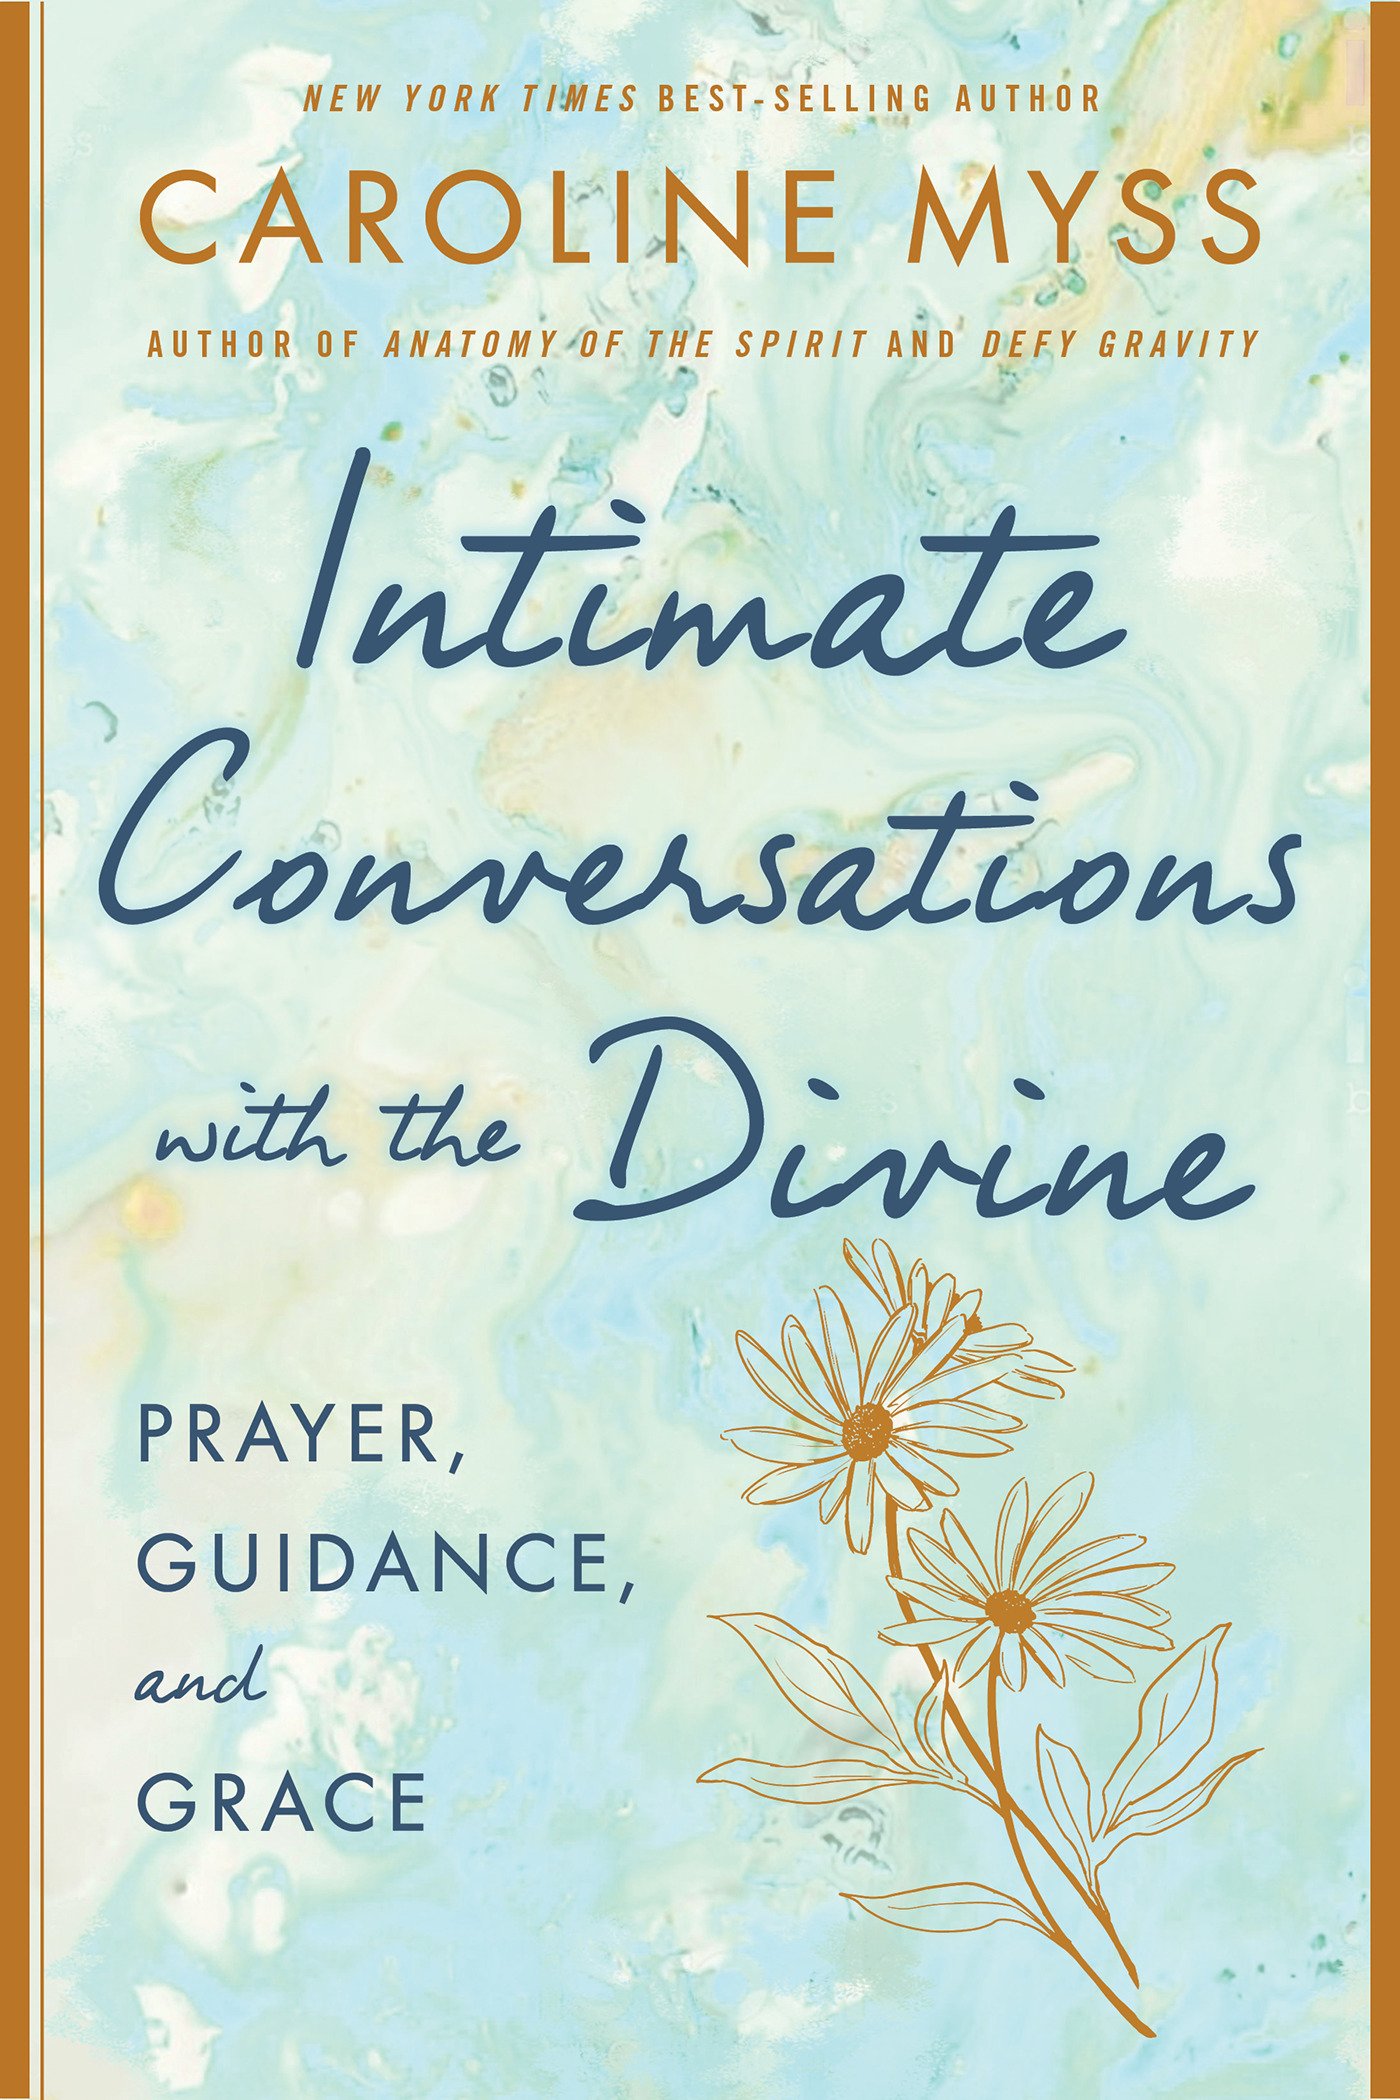 NEW YORK TIMES BEST-SELLING AUTHOR
CAROLINE MYSS
AUTHOR OF ANATOMY OF THE SPIRIT AND DEFY GRAVITY
Intimate
Conversations
with the Divine
PRAYER,
GUIDANCE,
and
GRACE